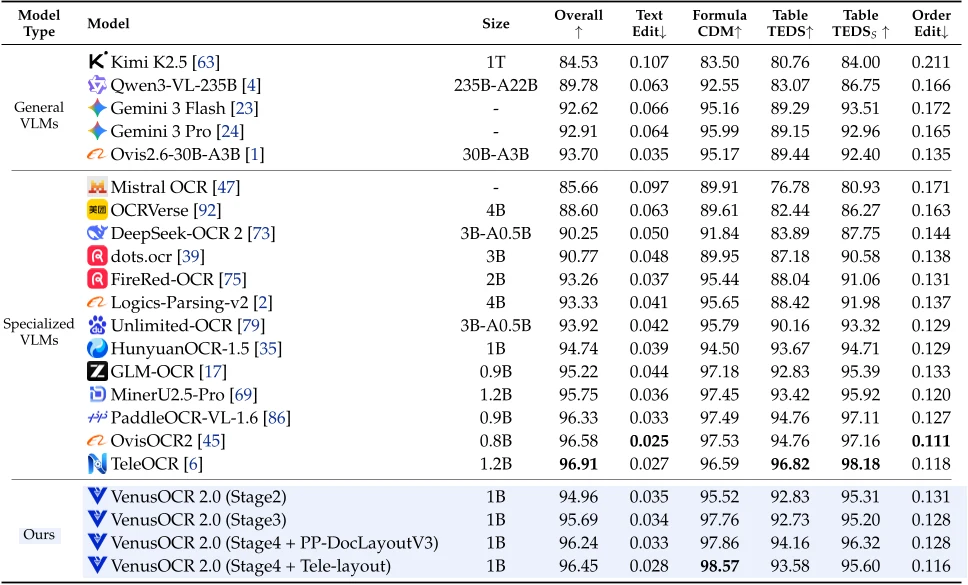 Model Type Model Size Overall ↑ Text Edit↓ Formula CDM↑ Table TEDS↑ Table TEDS_S ↑ Order Edit↓
General VLMs
Kimi K2.5 [63] 1T 84.53 0.107 83.50 80.76 84.00 0.211
Qwen3-VL-235B [4] 235B-A22B 89.78 0.063 92.55 83.07 86.75 0.166
Gemini 3 Flash [23] - 92.62 0.066 95.16 89.29 93.51 0.172
Gemini 3 Pro [24] - 92.91 0.064 95.99 89.15 92.96 0.165
Ovis2.6-30B-A3B [1] 30B-A3B 93.70 0.035 95.17 89.44 92.40 0.135
Specialized VLMs
Mistral OCR [47] - 85.66 0.097 89.91 76.78 80.93 0.171
美团 OCRVerse [92] 4B 88.60 0.063 89.61 82.44 86.27 0.163
DeepSeek-OCR 2 [73] 3B-A0.5B 90.25 0.050 91.84 83.89 87.75 0.144
dots.ocr [39] 3B 90.77 0.048 89.95 87.18 90.58 0.138
FireRed-OCR [75] 2B 93.26 0.037 95.44 88.04 91.06 0.131
Logics-Parsing-v2 [2] 4B 93.33 0.041 95.65 88.42 91.98 0.137
Unlimited-OCR [79] 3B-A0.5B 93.92 0.042 95.79 90.16 93.32 0.129
HunyuanOCR-1.5 [35] 1B 94.74 0.039 94.50 93.67 94.71 0.129
GLM-OCR [17] 0.9B 95.22 0.044 97.18 92.83 95.39 0.133
MinerU2.5-Pro [69] 1.2B 95.75 0.036 97.45 93.42 95.92 0.120
PaddleOCR-VL-1.6 [86] 0.9B 96.33 0.033 97.49 94.76 97.11 0.127
OvisOCR2 [45] 0.8B 96.58 0.025 97.53 94.76 97.16 0.111
TeleOCR [6] 1.2B 96.91 0.027 96.59 96.82 98.18 0.118
Ours
VenusOCR 2.0 (Stage2) 1B 94.96 0.035 95.52 92.83 95.31 0.131
VenusOCR 2.0 (Stage3) 1B 95.69 0.034 97.76 92.73 95.20 0.128
VenusOCR 2.0 (Stage4 + PP-DocLayoutV3) 1B 96.24 0.033 97.86 94.16 96.32 0.128
VenusOCR 2.0 (Stage4 + Tele-layout) 1B 96.45 0.028 98.57 93.58 95.60 0.116